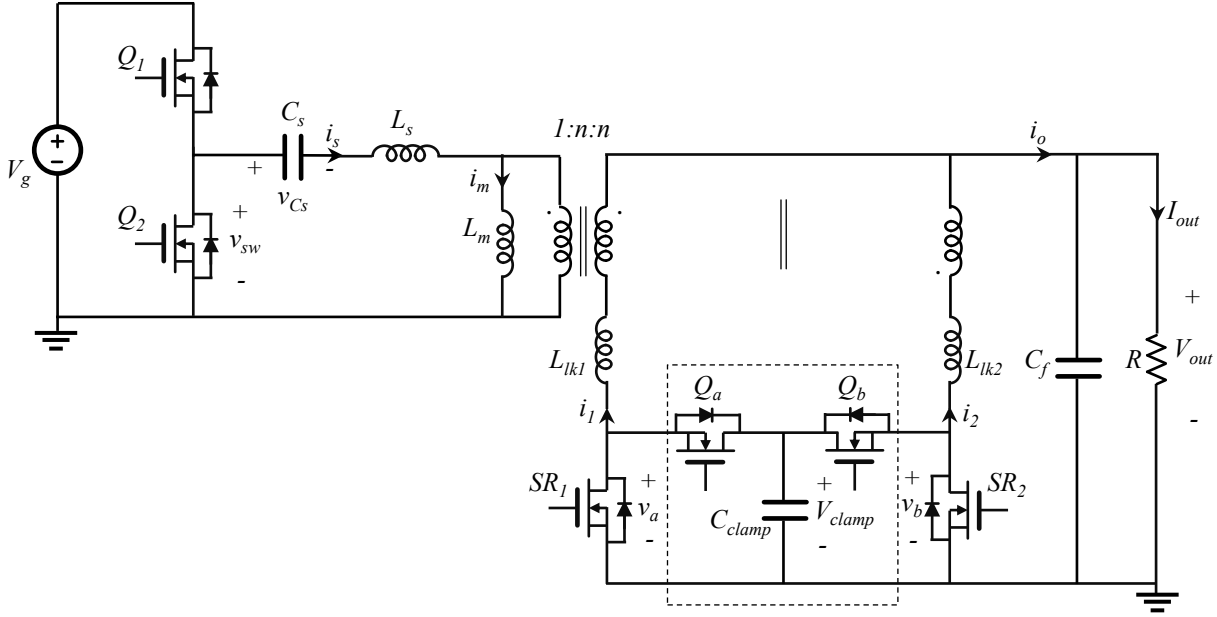 Q1
Cs
is
Ls
1:n:n
io
+
-
Vg
+
-
vCs
im
Iout
Q2
+
vsw
-
Lm
+
Vout
-
Llk1
Llk2
Cf
R
Qa
Qb
i1
i2
SR1
+
va
-
Cclamp
+
Vclamp
-
+
vb
-
SR2